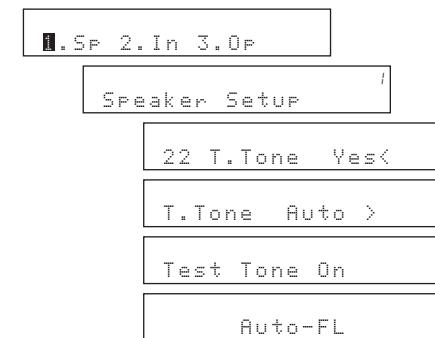 1.Sp 2.In 3.Op
1
Speaker Setup
22 T.Tone Yes<
T.Tone Auto >
Test Tone On
Auto-FL